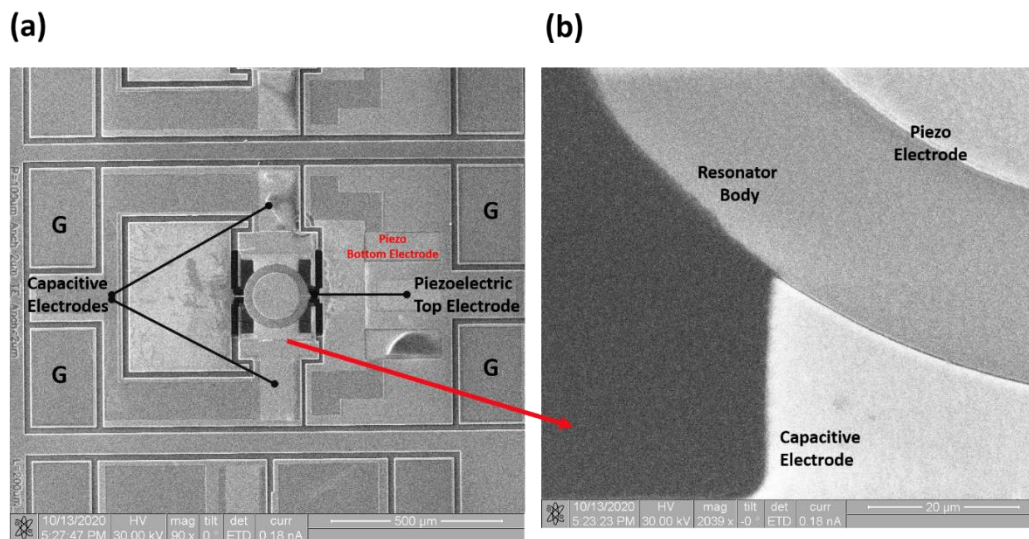 (a)
(b)
G
G
G
G
Capacitive
Electrodes
Piezo
Bottom Electrode
Piezoelectric
Top Electrode
10/13/2020
5:27:47 PM
HV
30.00 kV
mag
90 x
tilt
0 °
det
ETD
curr
0.18 nA
500 µm
Piezo
Electrode
Resonator
Body
Capacitive
Electrode
10/13/2020
5:23:23 PM
HV
30.00 kV
mag
2039 x
tilt
-0 °
det
ETD
curr
0.18 nA
20 µm